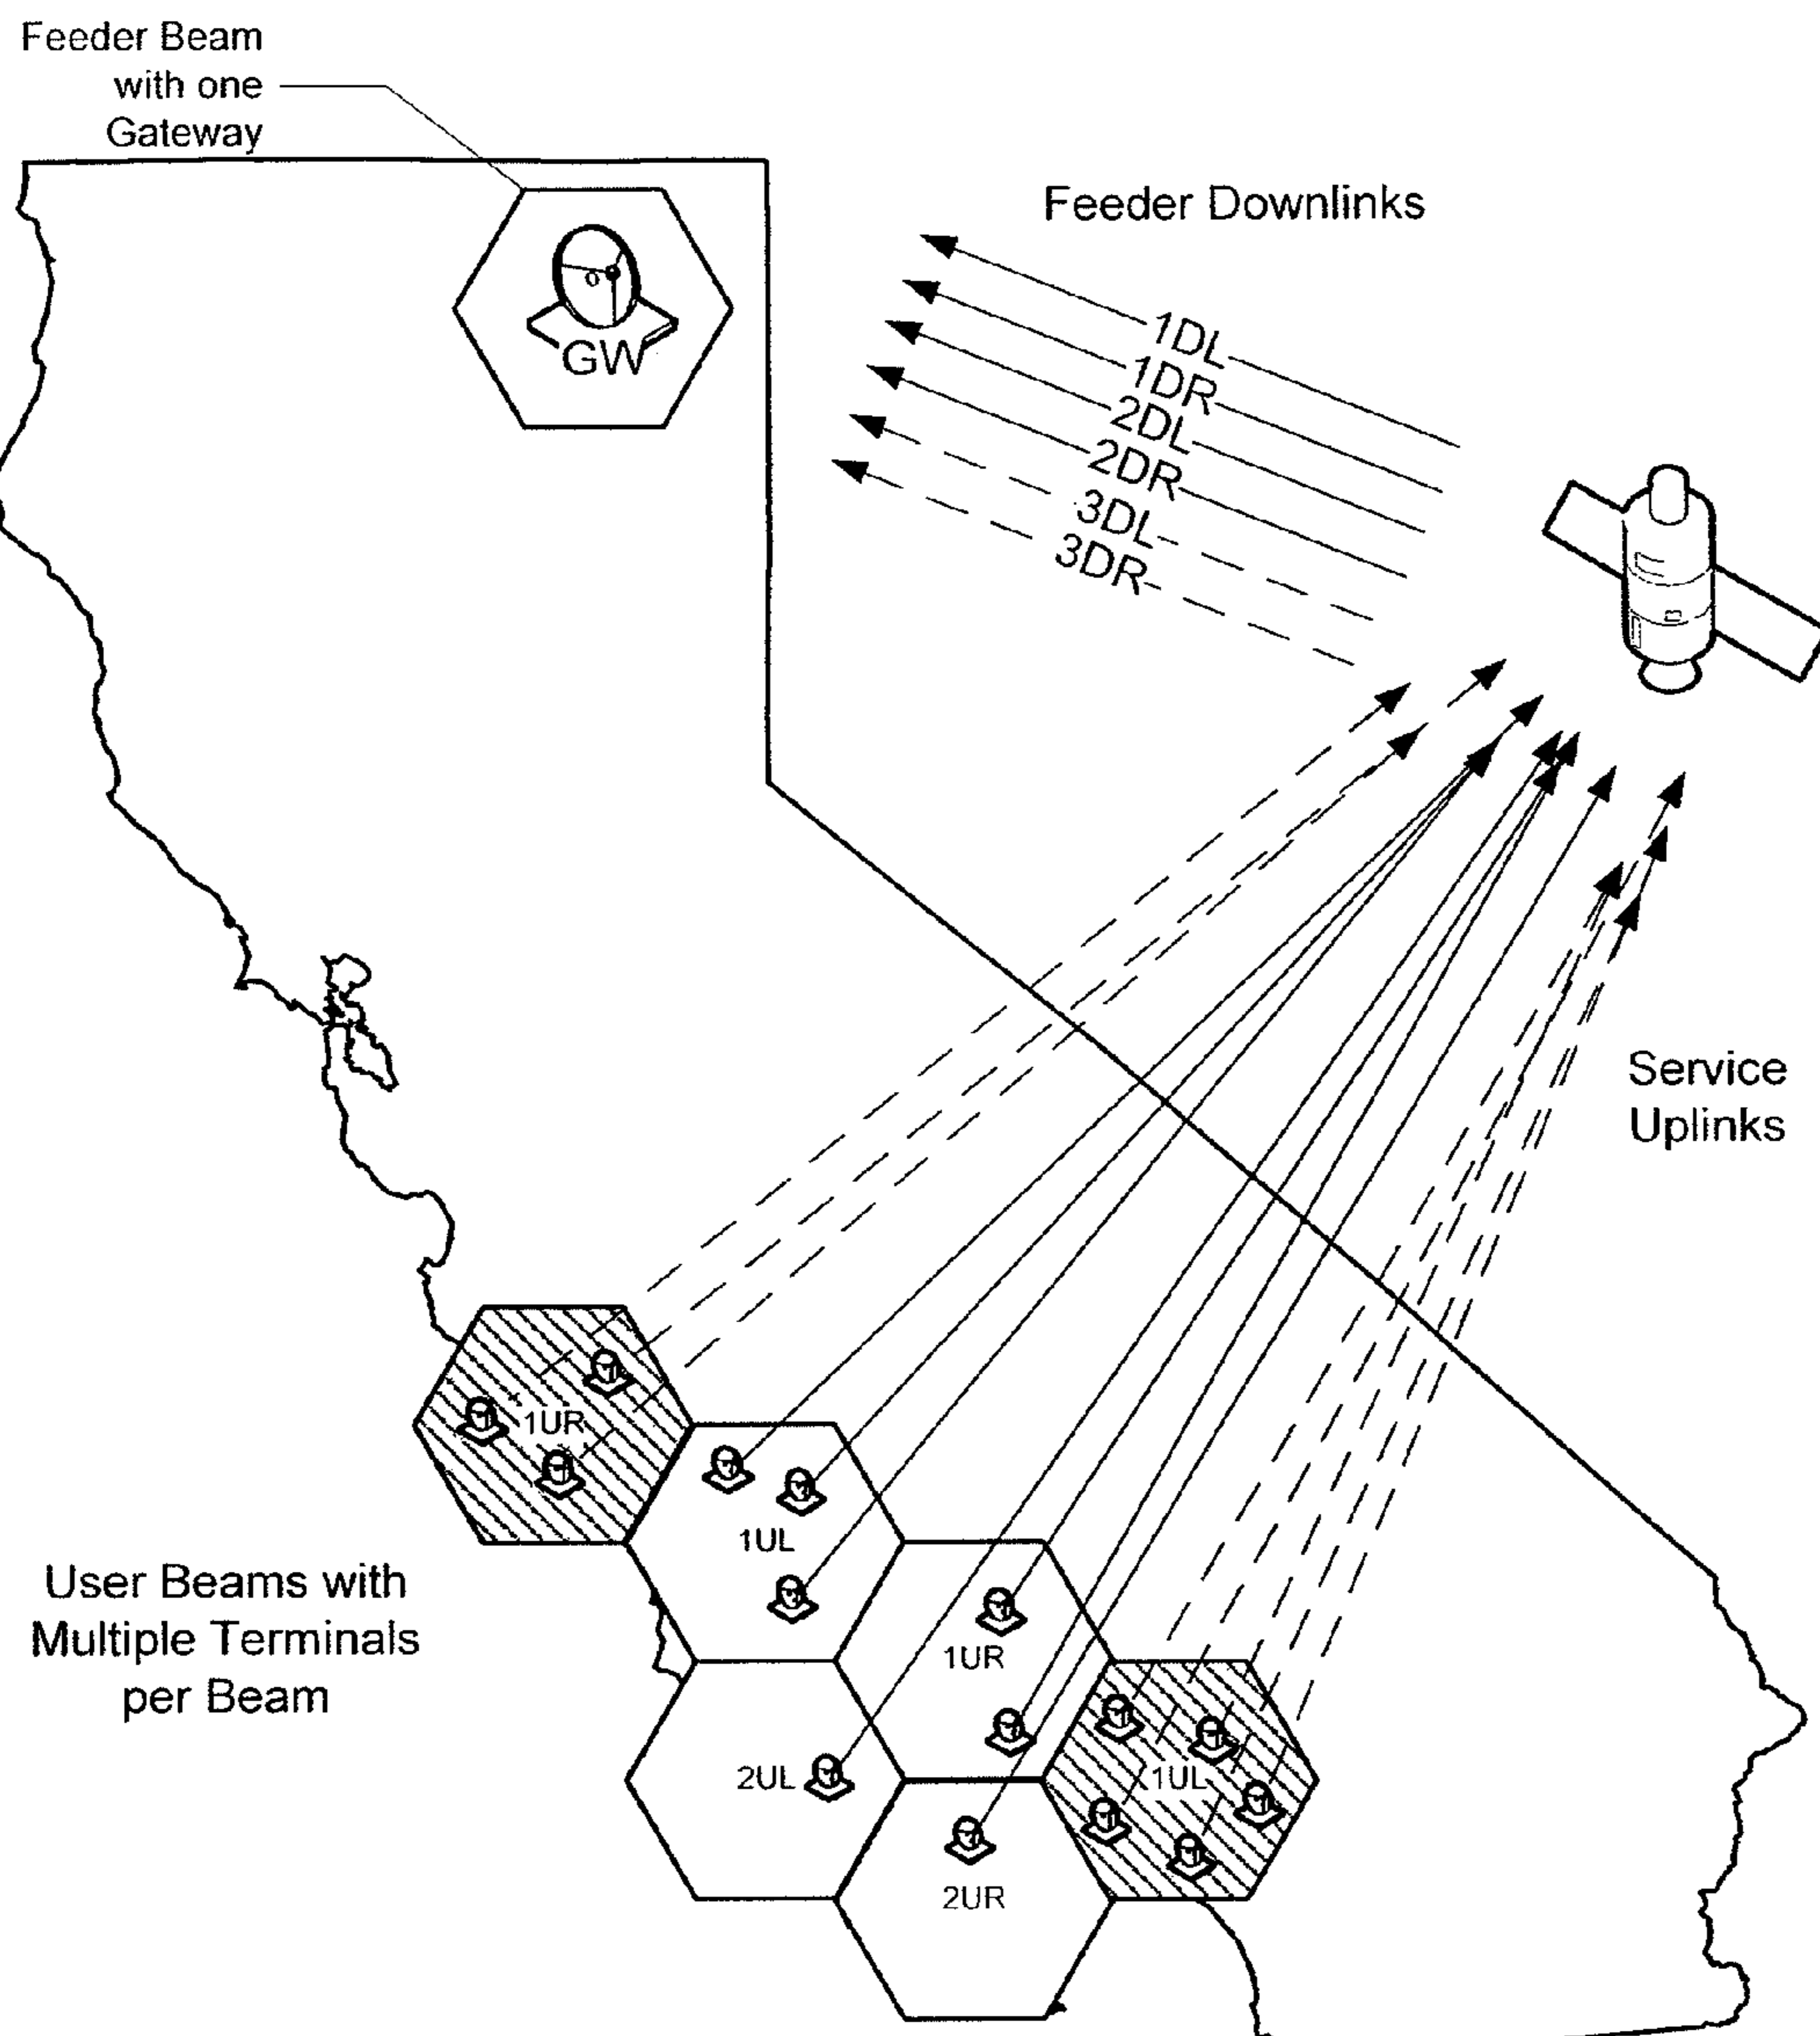 Feeder Beam
with one
Gateway
GW
Feeder Downlinks
1DL
1DR
2DL
2DR
3DL
3DR
Service
Uplinks
1UR
1UL
User Beams with
Multiple Terminals
per Beam
1UR
2UL
1UL
2UR